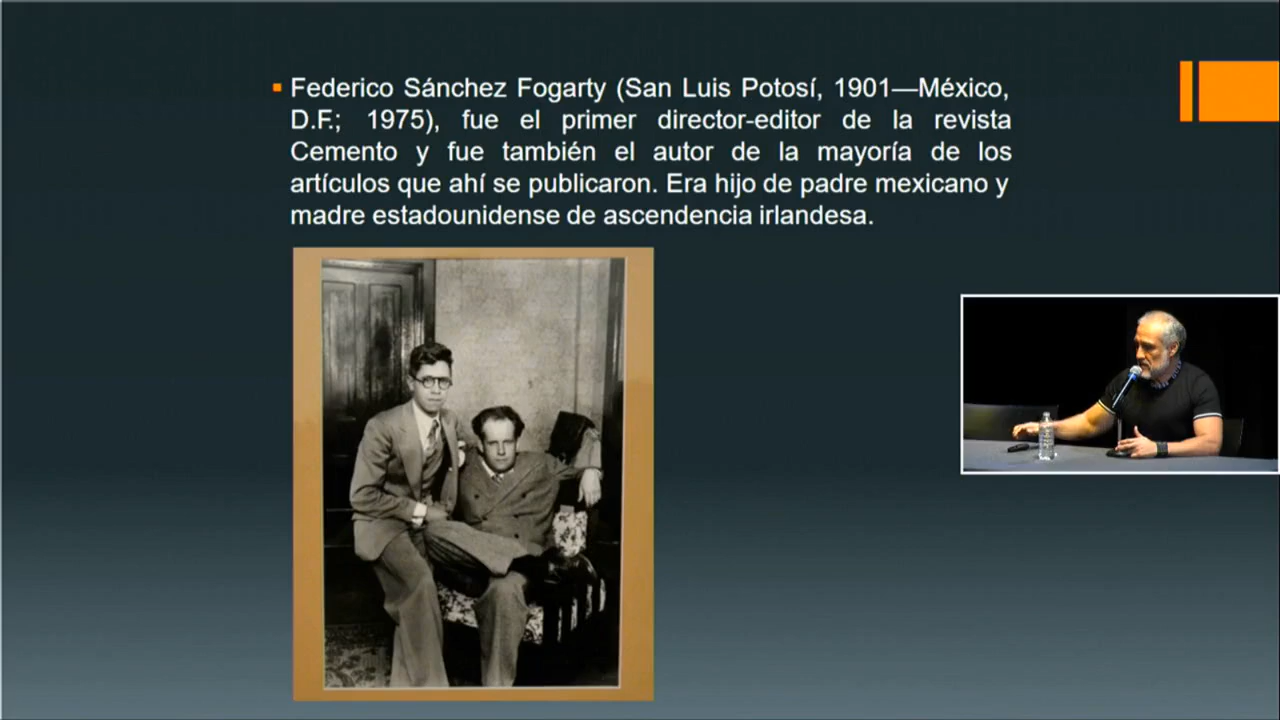 Federico Sánchez Fogarty (San Luis Potosí, 1901—México,
D.F.; 1975), fue el primer director-editor de la revista
Cemento y fue también el autor de la mayoría de los
artículos que ahí se publicaron. Era hijo de padre mexicano y
madre estadounidense de ascendencia irlandesa.